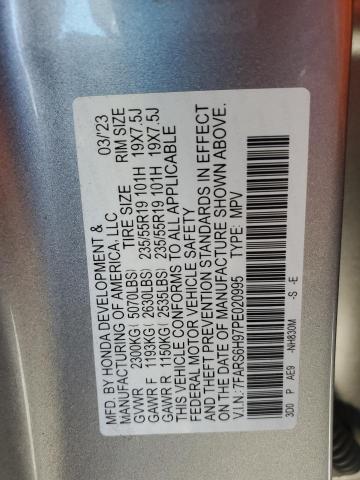 MFD. BY HONDA DEVELOPMENT & 03/23
MANUFACTURING OF AMERICA, LLC
TIRE SIZE RIM SIZE
GVWR 2300KG( 5070LBS)
GAWR F 1193KG( 2630LBS) 235/55R19 101H 19X7.5J
GAWR R 1150KG( 2535LBS) 235/55R19 101H 19X7.5J
THIS VEHICLE CONFORMS TO ALL APPLICABLE
FEDERAL MOTOR VEHICLE SAFETY
AND THEFT PREVENTION STANDARDS IN EFFECT
ON THE DATE OF MANUFACTURE SHOWN ABOVE.
V.I.N.:7FARS6H97PE020995 TYPE: MPV
300 P AE9 -NH830M -S -E